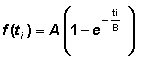 f(tᵢ) = A(1 − e^(−ti/B))